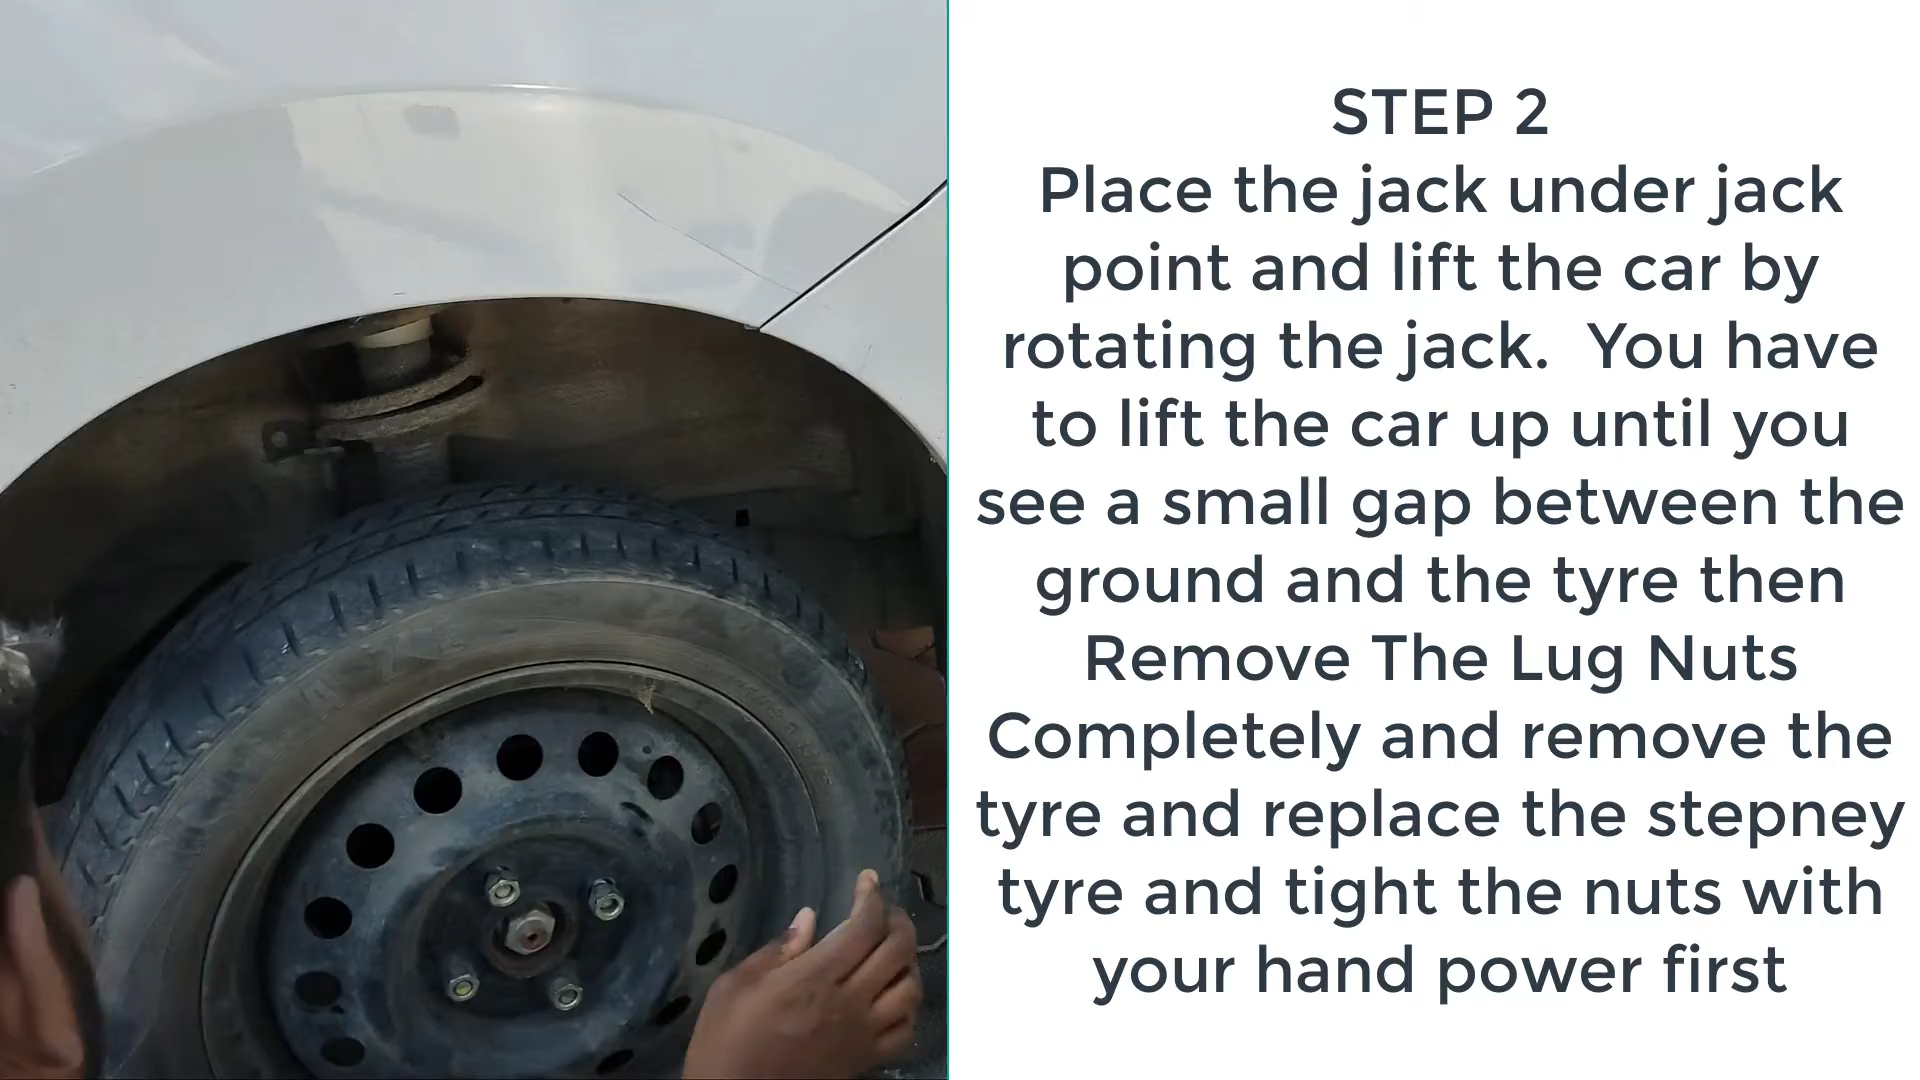 STEP 2
Place the jack under jack
point and lift the car by
rotating the jack.  You have
to lift the car up until you
see a small gap between the
ground and the tyre then
Remove The Lug Nuts
Completely and remove the
tyre and replace the stepney
tyre and tight the nuts with
your hand power first